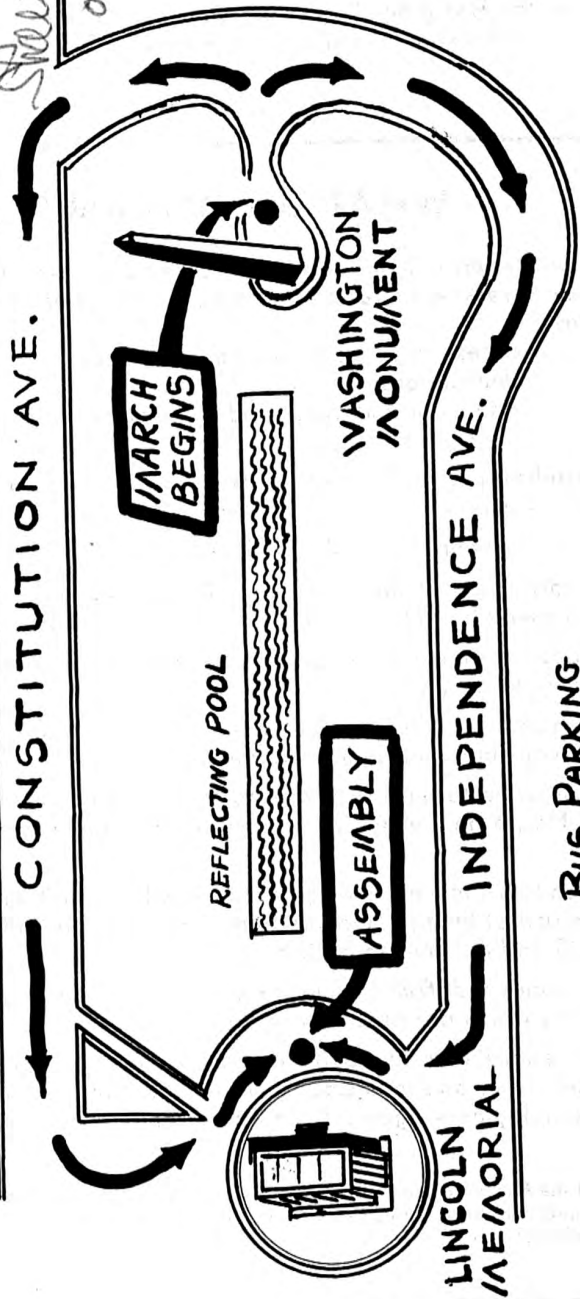 CONSTITUTION AVE.
MARCH
BEGINS
REFLECTING POOL
WASHINGTON
MONUMENT
ASSEMBLY
INDEPENDENCE AVE.
LINCOLN
MEMORIAL
BUS PARKING